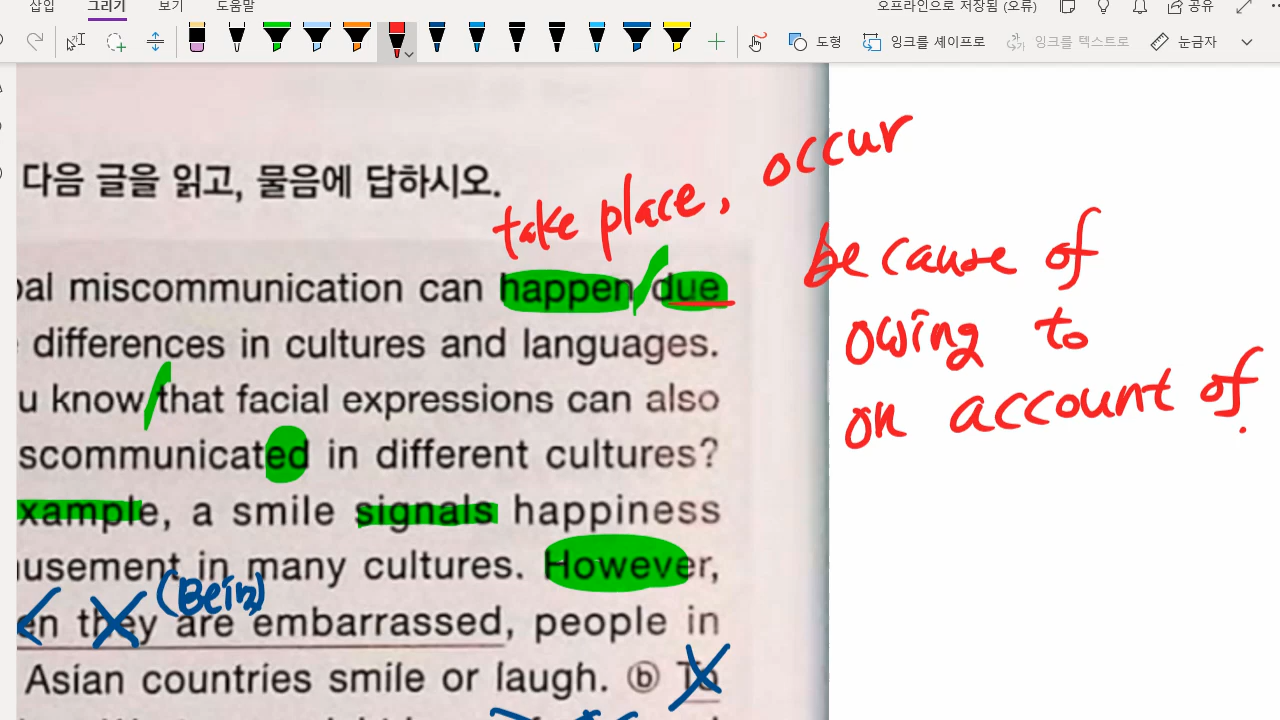 삽입 그리기 보기 도움말 오프라인으로 저장됨 (오류) 공유
도형 잉크를 셰이프로 잉크를 텍스트로 눈금자
occur
다음 글을 읽고, 물음에 답하시오.
take place,
because of
miscommunication can happen/due
differences in cultures and languages.
owing to
know/that facial expressions can also
on account of
scommunicated in different cultures?
xample, a smile signals happiness
usement in many cultures. However,
(Being)
en they are embarrassed, people in
Asian countries smile or laugh. ⓑ To